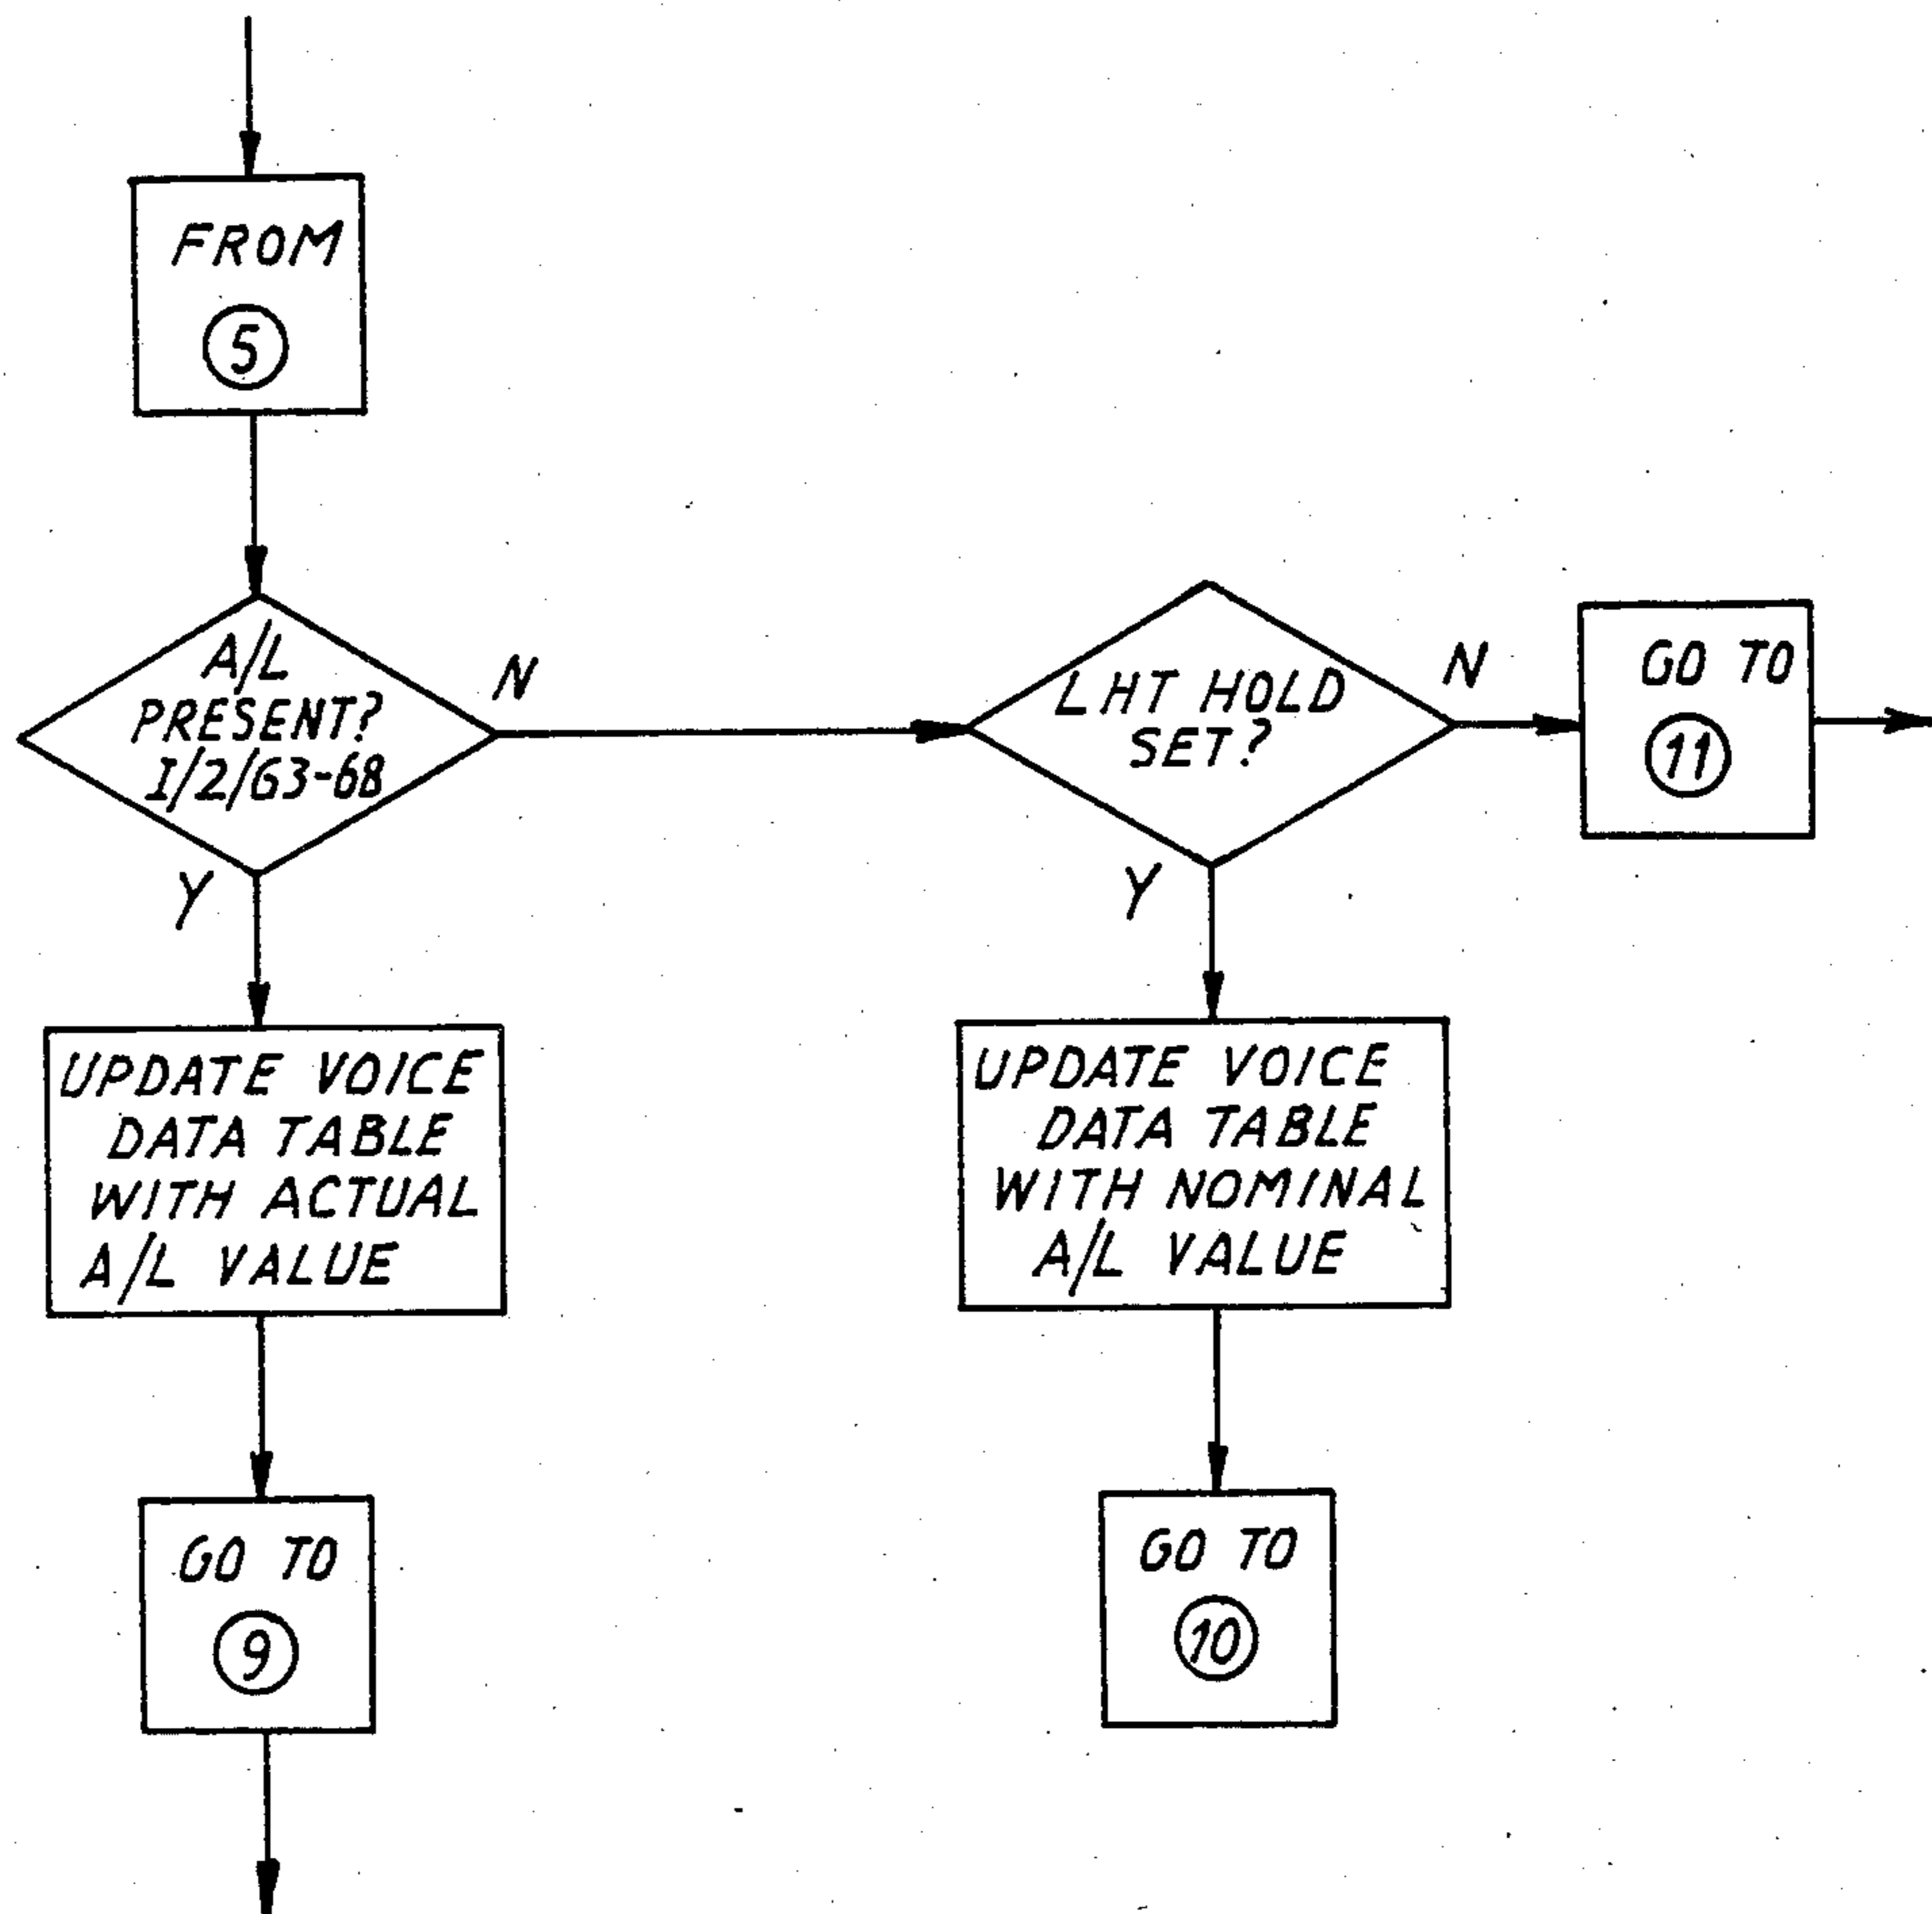 FROM
5
A/L
PRESENT?
I/2/63-68
N
Y
LHT HOLD
SET?
N
Y
GO TO
11
UPDATE VOICE
DATA TABLE
WITH ACTUAL
A/L VALUE
UPDATE VOICE
DATA TABLE
WITH NOMINAL
A/L VALUE
GO TO
9
GO TO
10